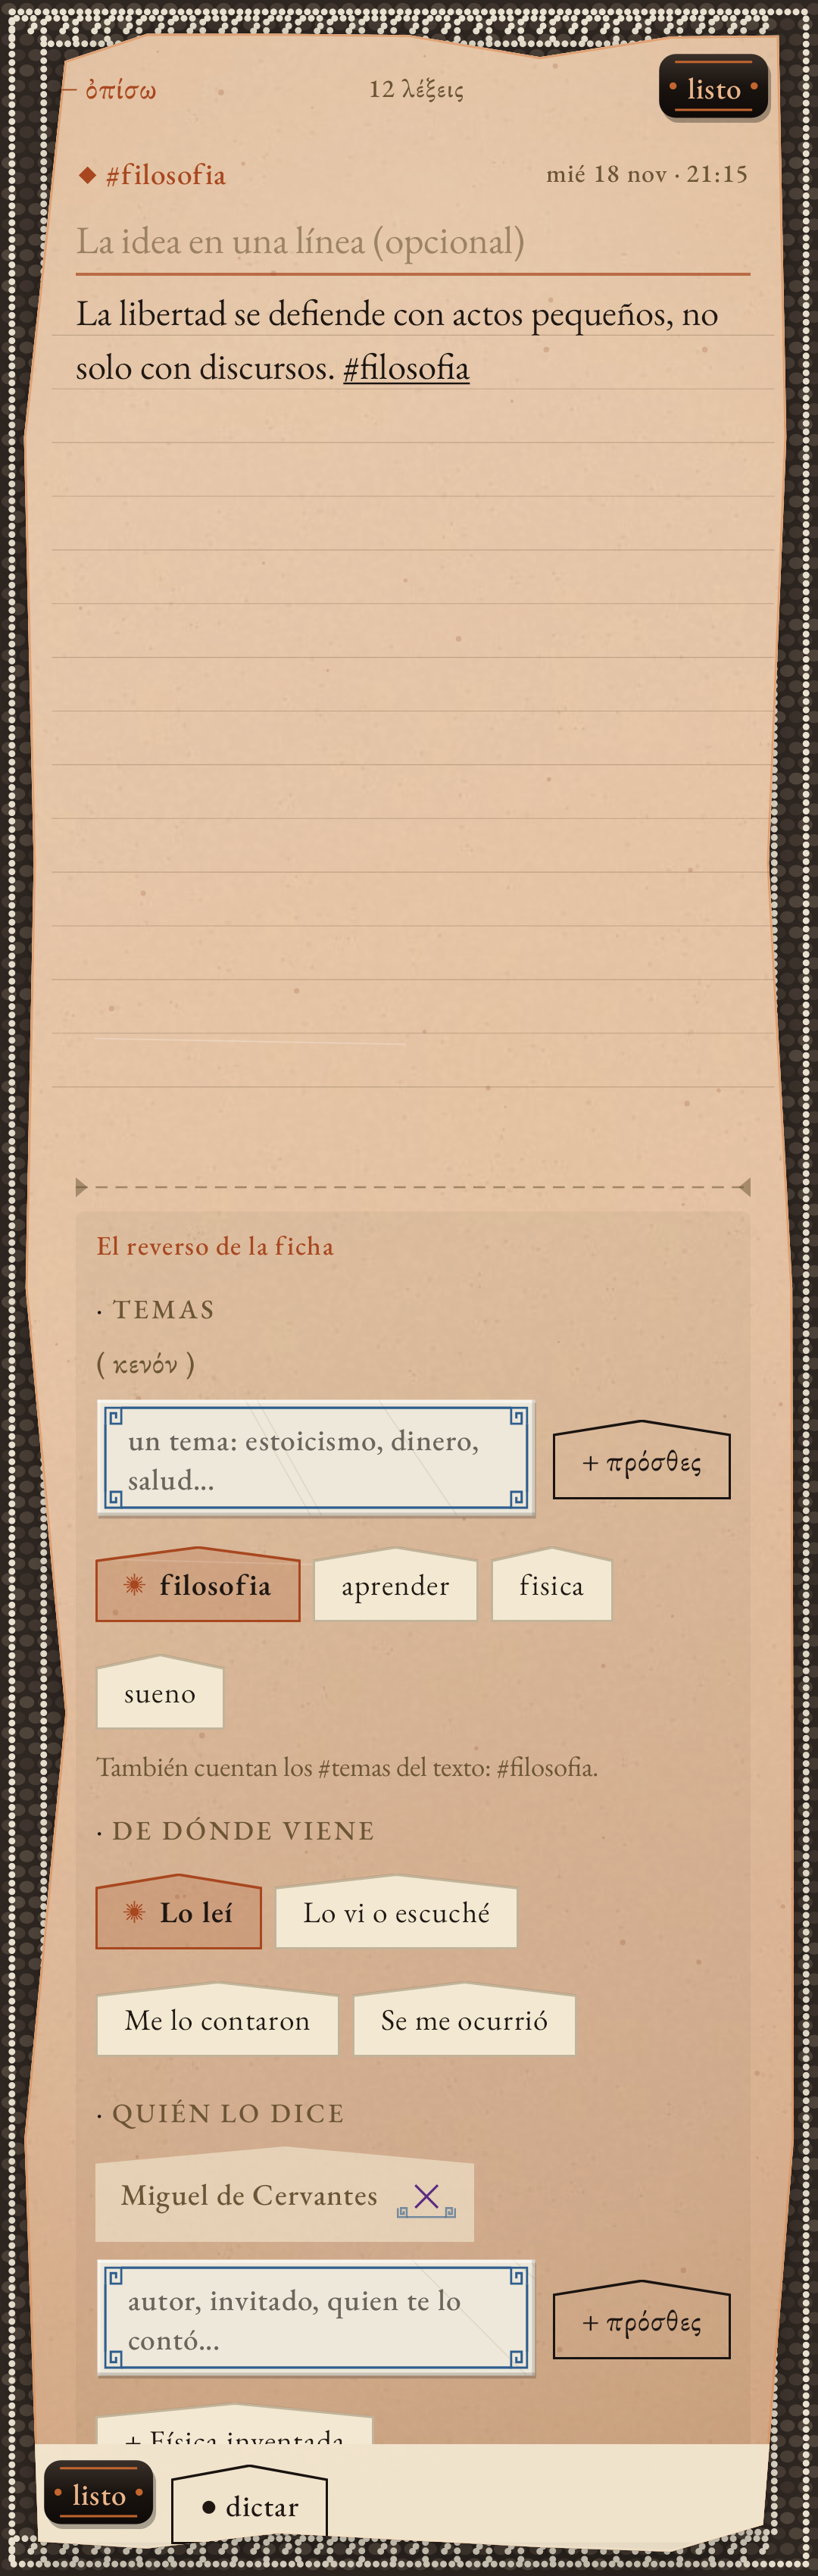 – ὀπίσω
12 λέξεις
listo
◆ #filosofia
mié 18 nov · 21:15
La idea en una línea (opcional)
La libertad se defiende con actos pequeños, no
solo con discursos. #filosofia
El reverso de la ficha
· TEMAS
( κενόν )
un tema: estoicismo, dinero,
salud...
+ πρόσθες
filosofia
aprender
fisica
sueno
También cuentan los #temas del texto: #filosofia.
· DE DÓNDE VIENE
Lo leí
Lo vi o escuché
Me lo contaron
Se me ocurrió
· QUIÉN LO DICE
Miguel de Cervantes
autor, invitado, quien te lo
contó...
+ πρόσθες
+ Física inventada
listo
● dictar